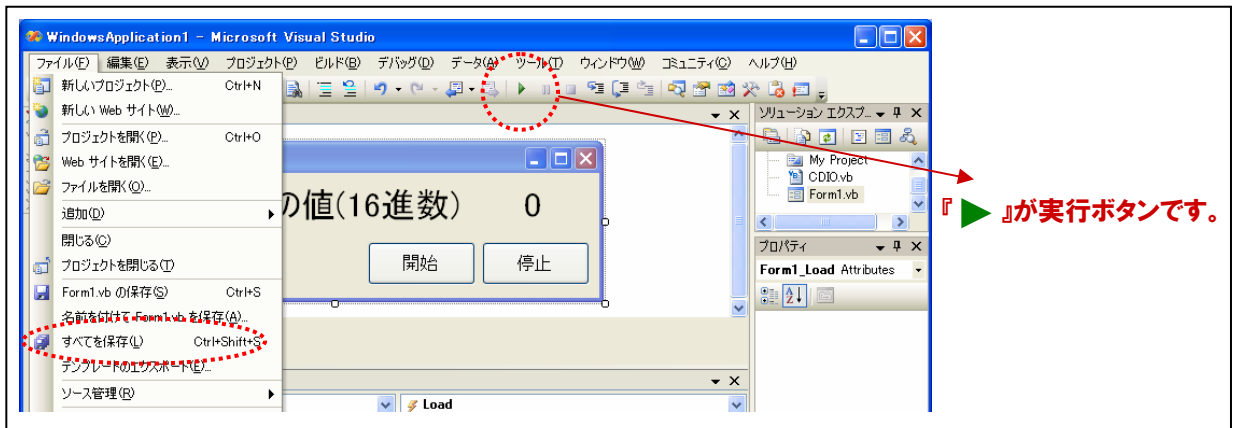 WindowsApplication1 - Microsoft Visual Studio
ファイル(F) 編集(E) 表示(V) プロジェクト(P) ビルド(B) デバッグ(D) データ(A) ツール(T) ウィンドウ(W) コミュニティ(C) ヘルプ(H)
新しいプロジェクト(P)... Ctrl+N
新しい Web サイト(W)...
プロジェクトを開く(P)... Ctrl+O
Web サイトを開く(E)...
ファイルを開く(O)...
追加(D)
閉じる(C)
プロジェクトを閉じる(T)
Form1.vb の保存(S) Ctrl+S
名前を付けて Form1.vb を保存(A)...
すべてを保存(L) Ctrl+Shift+S
テンプレートのエクスポート(E)...
ソース管理(R)
の値(16進数) 0
開始 停止
Load
ソリューション エクスプ...
My Project
CDIO.vb
Form1.vb
プロパティ
Form1_Load Attributes
『 ▶ 』が実行ボタンです。